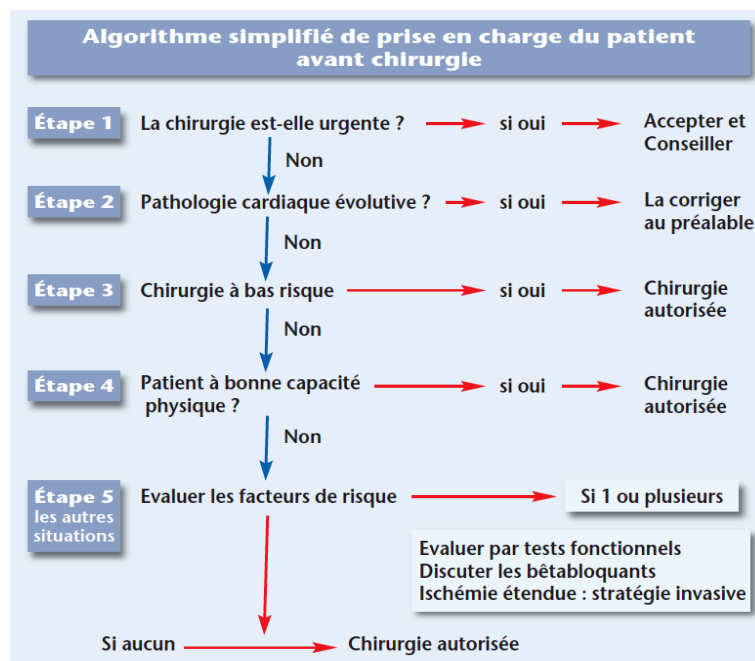 Algorithme simplifié de prise en charge du patient
avant chirurgie
Étape 1 La chirurgie est-elle urgente ? si oui Accepter et
Conseiller
Non
Étape 2 Pathologie cardiaque évolutive ? si oui La corriger
au préalable
Non
Étape 3 Chirurgie à bas risque si oui Chirurgie
autorisée
Non
Étape 4 Patient à bonne capacité si oui Chirurgie
physique ? autorisée
Non
Étape 5 Evaluer les facteurs de risque Si 1 ou plusieurs
les autres
situations
Evaluer par tests fonctionnels
Discuter les bêtabloquants
Ischémie étendue : stratégie invasive
Si aucun Chirurgie autorisée